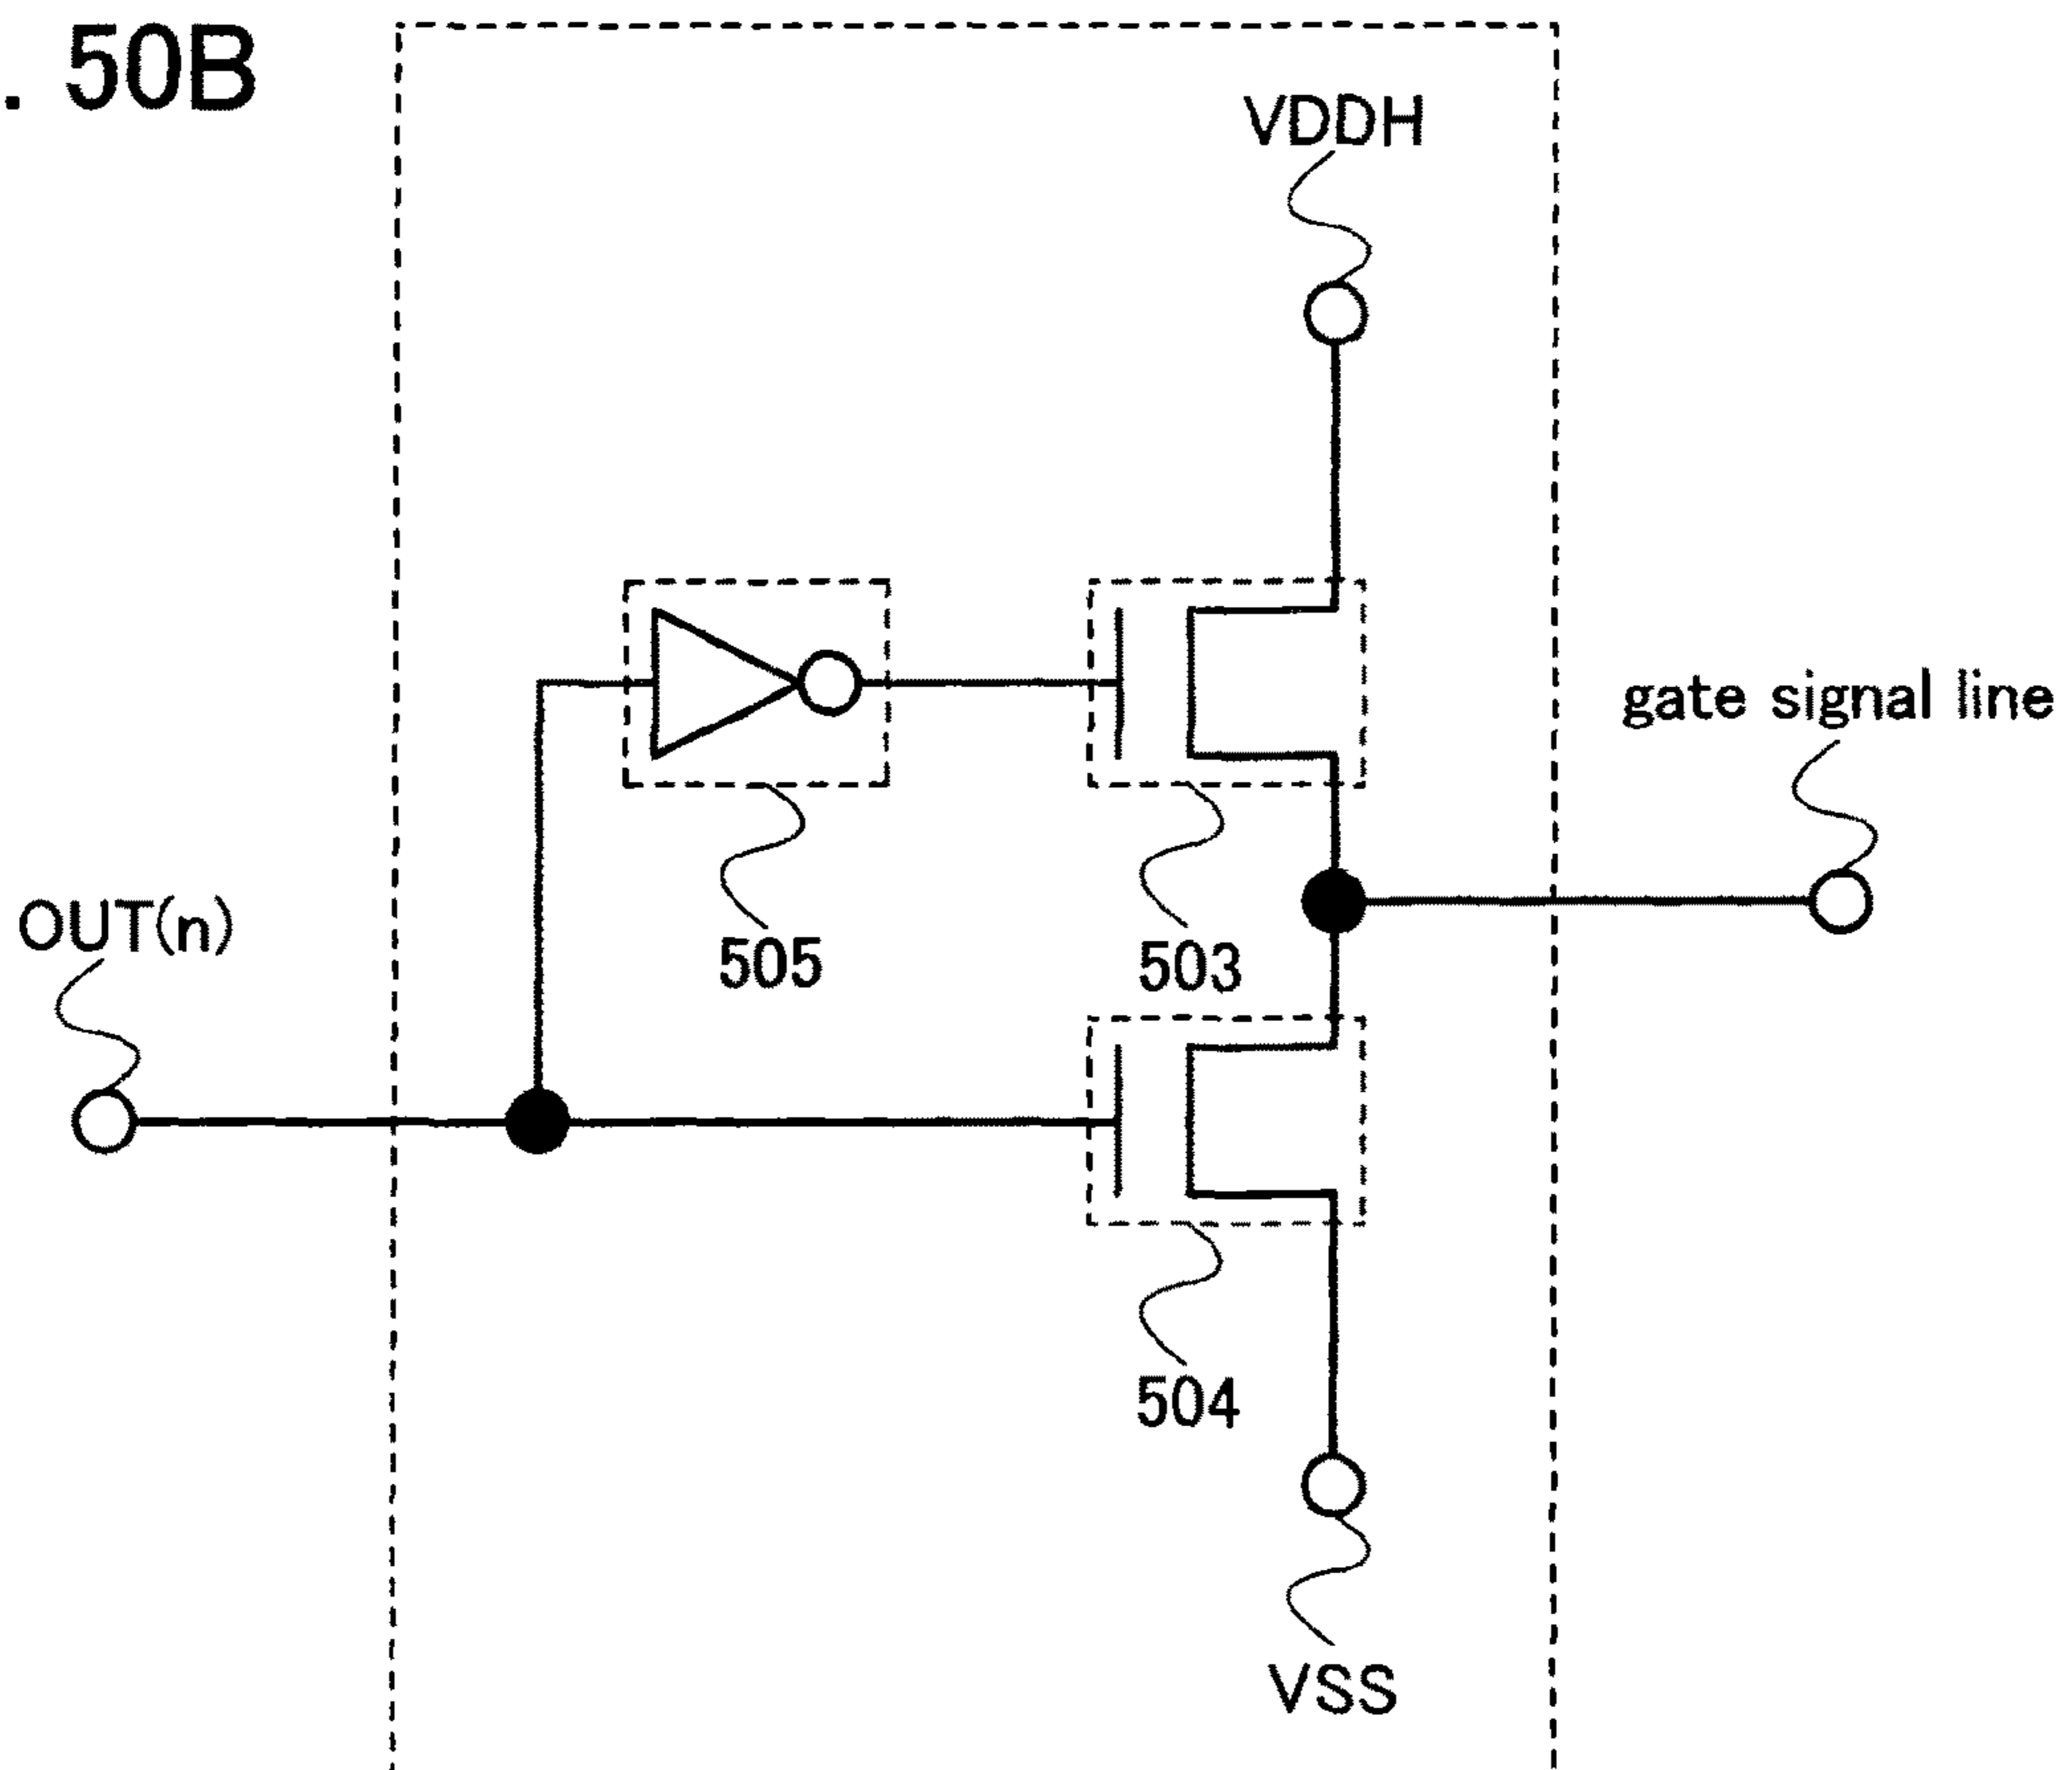 . 50B
VDDH
gate signal line
OUT(n)
505
503
504
VSS